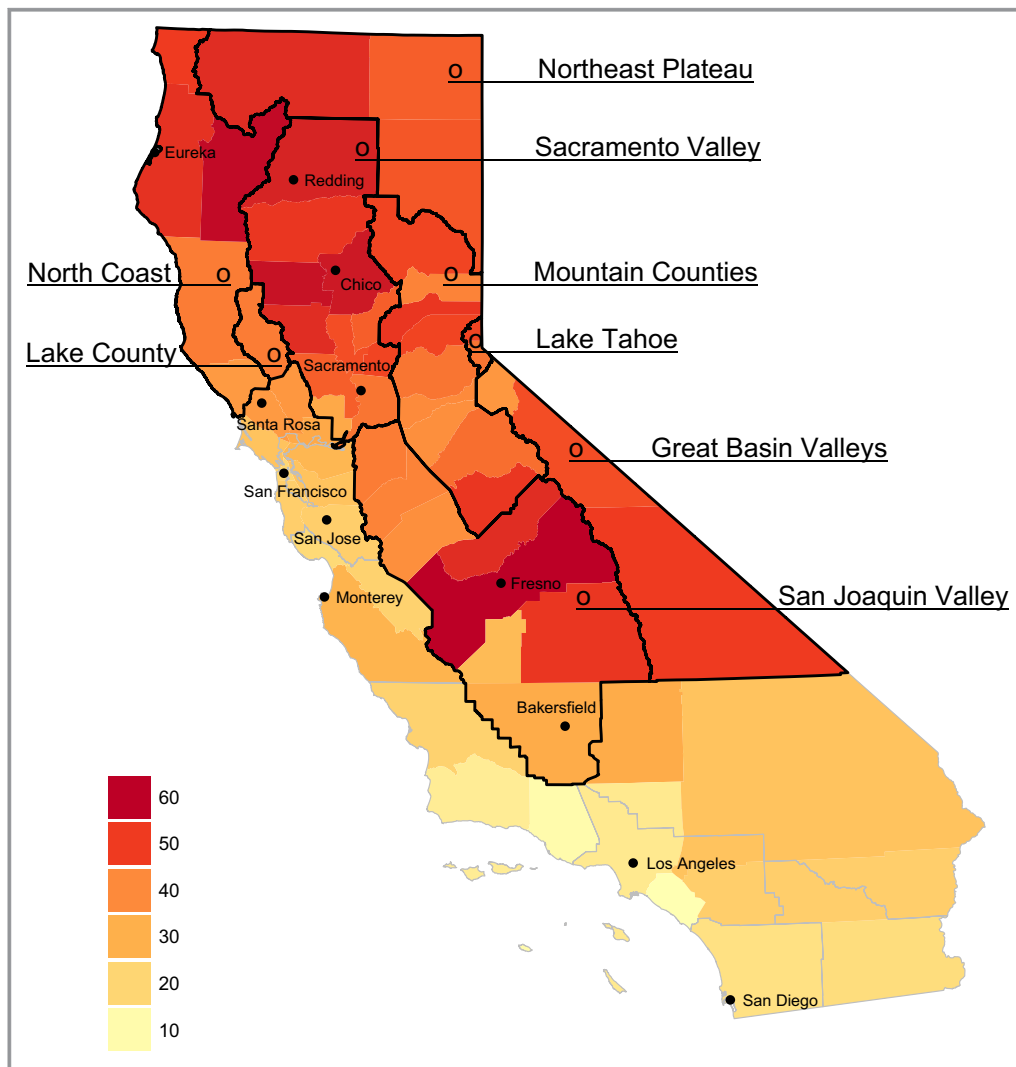 Northeast Plateau
Sacramento Valley
Eureka
Redding
North Coast
Mountain Counties
Chico
Lake County
Lake Tahoe
Sacramento
Santa Rosa
Great Basin Valleys
San Francisco
San Jose
Fresno
Monterey
San Joaquin Valley
Bakersfield
60
50
Los Angeles
40
30
20
San Diego
10